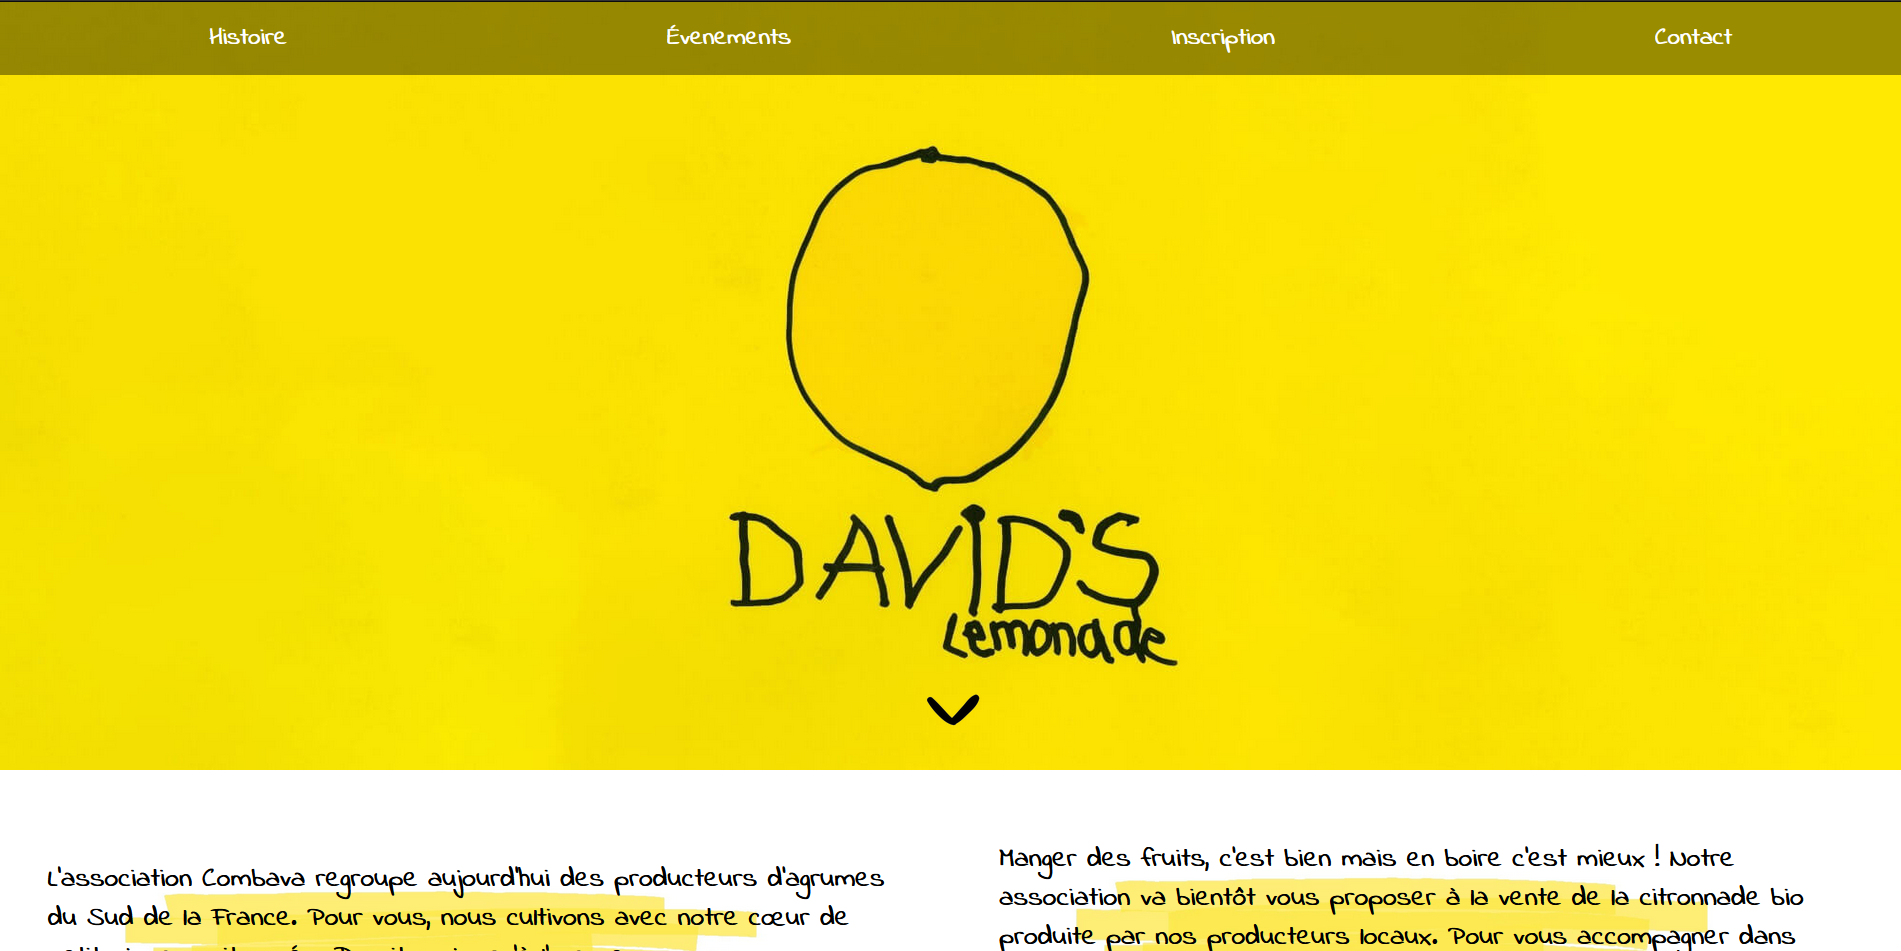 Histoire
Évenements
Inscription
Contact
DAVID'S
Lemonade
L'association Combava regroupe aujourd'hui des producteurs d'agrumes
du Sud de la France. Pour vous, nous cultivons avec notre cœur de
Manger des fruits, c'est bien mais en boire c'est mieux ! Notre
association va bientôt vous proposer à la vente de la citronnade bio
produite par nos producteurs locaux. Pour vous accompagner dans